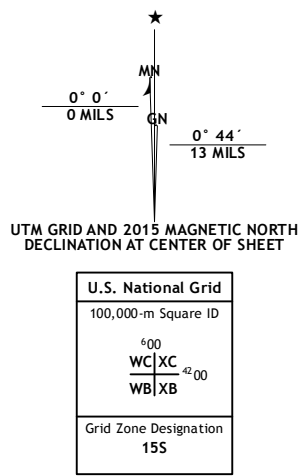 MN
0° 0´
0 MILS
GN
0° 44´
13 MILS
UTM GRID AND 2015 MAGNETIC NORTH
DECLINATION AT CENTER OF SHEET
U.S. National Grid
100,000-m Square ID
⁶00
WC XC
⁴²00
WB XB
Grid Zone Designation
15S